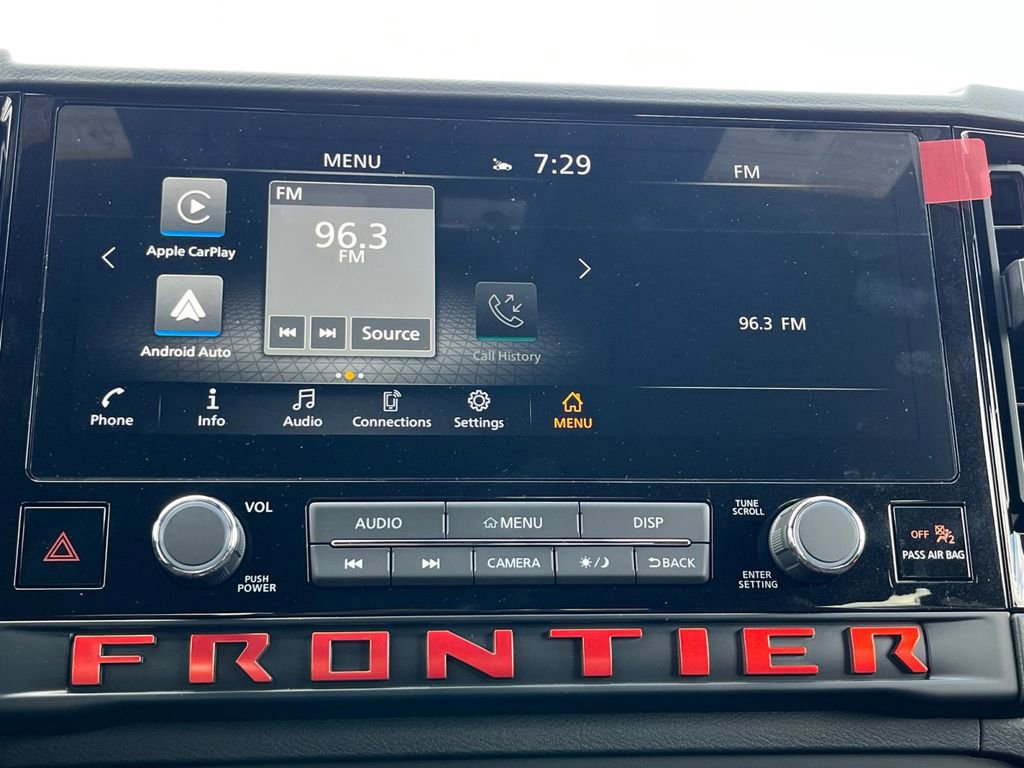 MENU 7:29 FM
Apple CarPlay
FM
96.3
FM
Source
Android Auto
Call History
96.3 FM
Phone Info Audio Connections Settings MENU
VOL
PUSH
POWER
AUDIO MENU DISP
CAMERA BACK
TUNE
SCROLL
ENTER
SETTING
OFF 2
PASS AIR BAG
FRONTIER